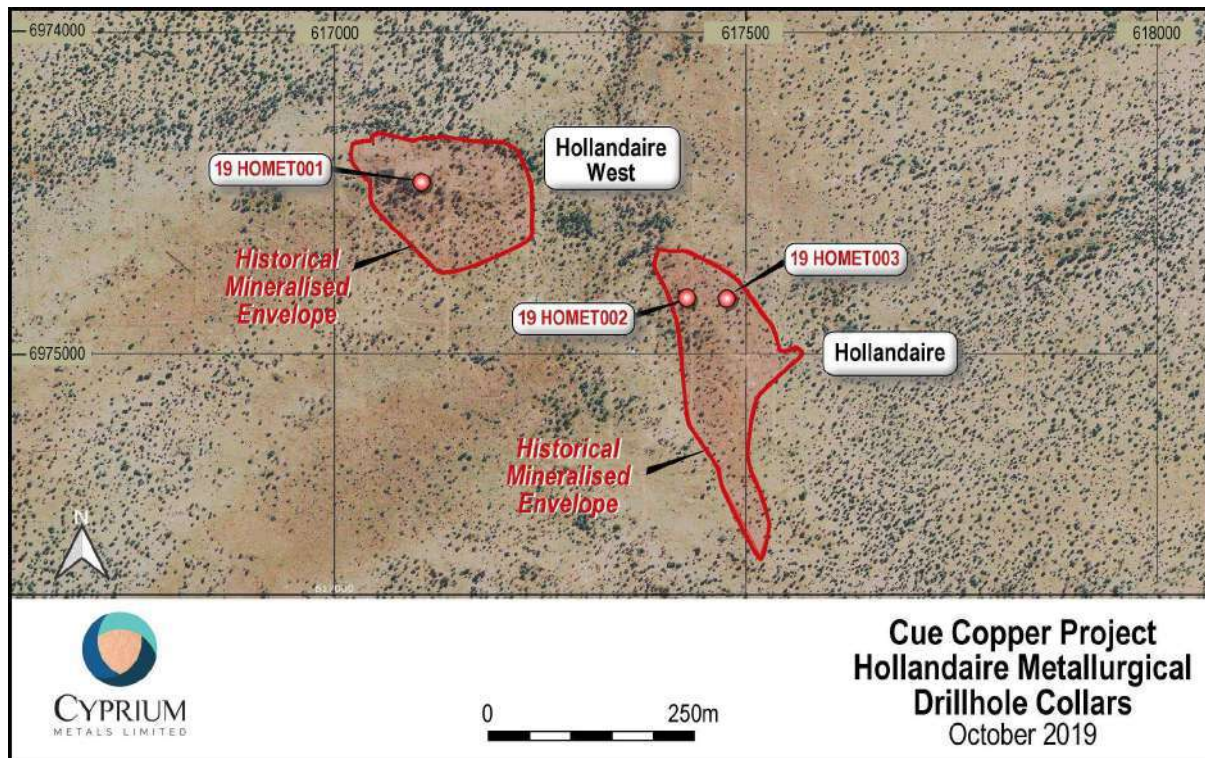 6974000
617000
617500
618000
19 HOMET001
Hollandaire
West
Historical
Mineralised
Envelope
19 HOMET003
19 HOMET002
6975000
Hollandaire
Historical
Mineralised
Envelope
N
617000
CYPRIUM
METALS LIMITED
0
250m
Cue Copper Project
Hollandaire Metallurgical
Drillhole Collars
October 2019